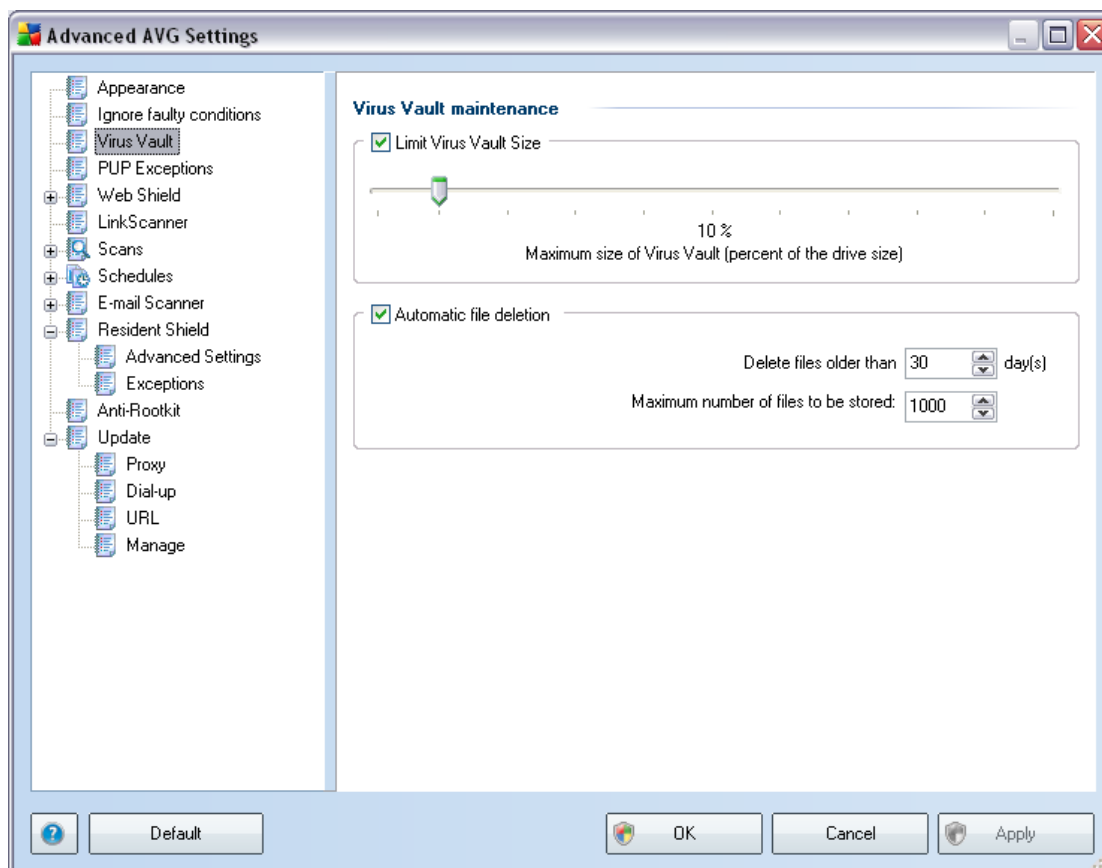 Advanced AVG Settings
Appearance
Ignore faulty conditions
Virus Vault
PUP Exceptions
Web Shield
LinkScanner
Scans
Schedules
E-mail Scanner
Resident Shield
Advanced Settings
Exceptions
Anti-Rootkit
Update
Proxy
Dial-up
URL
Manage
Virus Vault maintenance
Limit Virus Vault Size
10 %
Maximum size of Virus Vault (percent of the drive size)
Automatic file deletion
Delete files older than 30 day(s)
Maximum number of files to be stored: 1000
? Default OK Cancel Apply